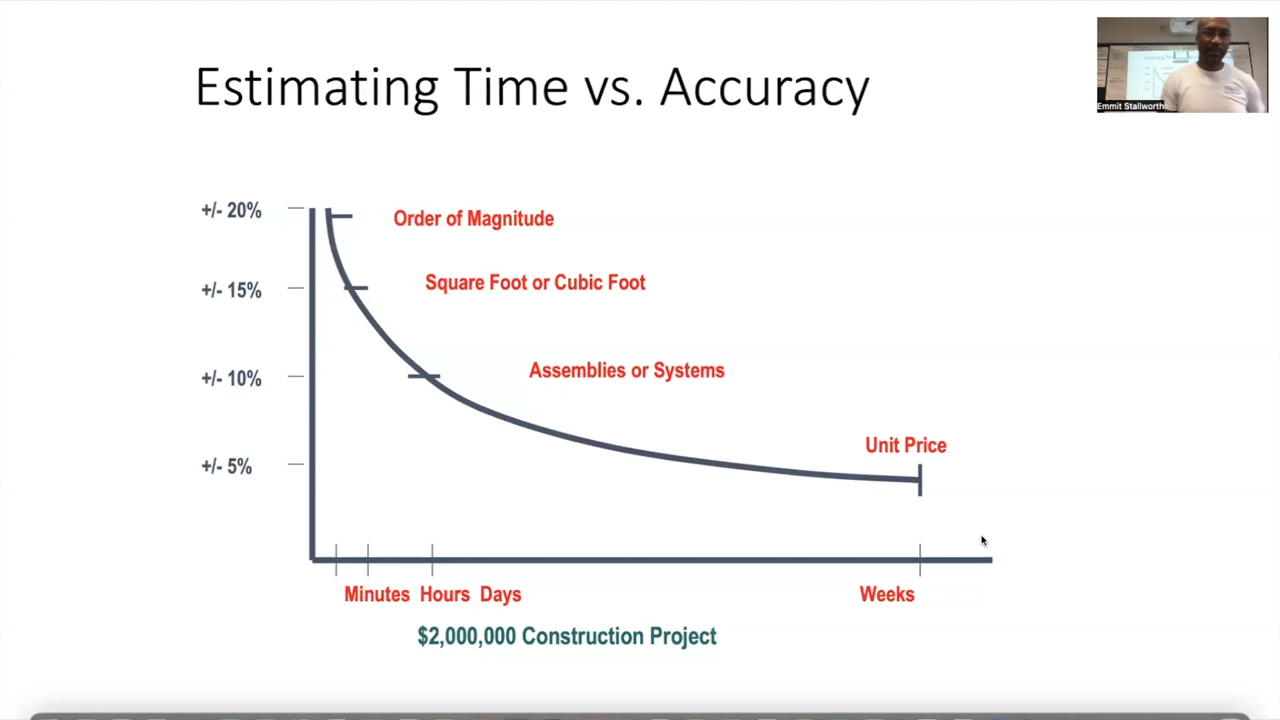 Estimating Time vs. Accuracy
Emmit Stallworth
+/- 20%
Order of Magnitude
+/- 15%
Square Foot or Cubic Foot
+/- 10%
Assemblies or Systems
Unit Price
+/- 5%
Minutes Hours Days Weeks
$2,000,000 Construction Project